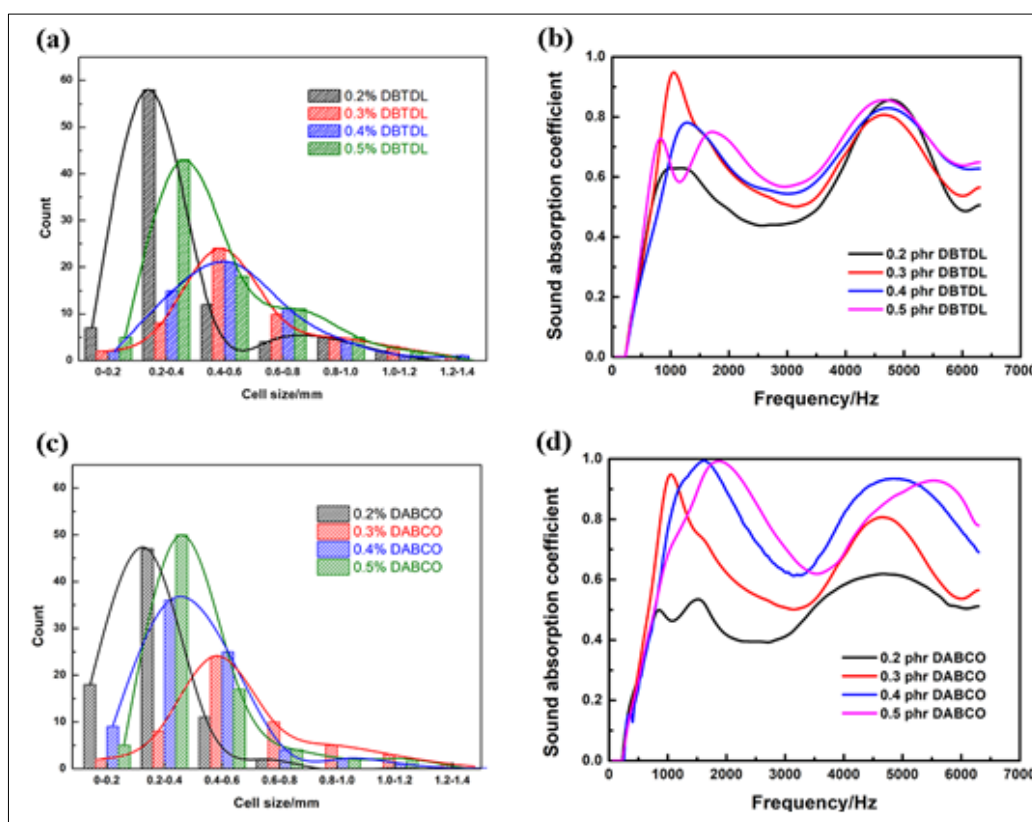 (a)
60
50
40
30
20
10
0
Count
0-0.2
0.2-0.4
0.4-0.6
0.6-0.8
0.8-1.0
1.0-1.2
1.2-1.4
Cell size/mm
0.2% DBTDL
0.3% DBTDL
0.4% DBTDL
0.5% DBTDL
(b)
1.0
0.8
0.6
0.4
0.2
0.0
Sound absorption coefficient
0 1000 2000 3000 4000 5000 6000 7000
Frequency/Hz
0.2 phr DBTDL
0.3 phr DBTDL
0.4 phr DBTDL
0.5 phr DBTDL
(c)
60
50
40
30
20
10
0
Count
0-0.2
0.2-0.4
0.4-0.6
0.6-0.8
0.8-1.0
1.0-1.2
1.2-1.4
Cell size/mm
0.2% DABCO
0.3% DABCO
0.4% DABCO
0.5% DABCO
(d)
1.0
0.8
0.6
0.4
0.2
0.0
Sound absorption coefficient
0 1000 2000 3000 4000 5000 6000 7000
Frequency/Hz
0.2 phr DABCO
0.3 phr DABCO
0.4 phr DABCO
0.5 phr DABCO